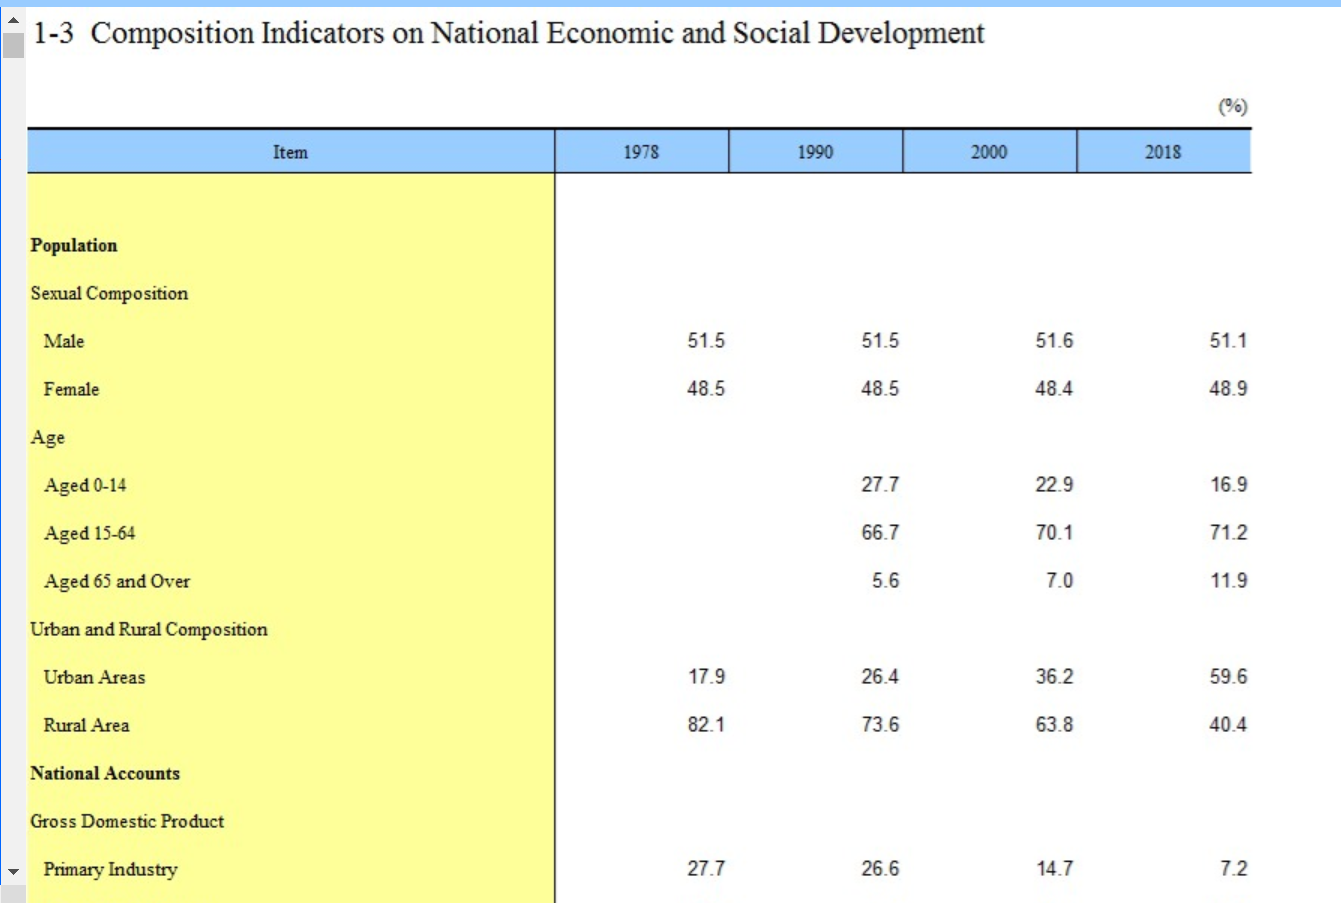 1-3 Composition Indicators on National Economic and Social Development
(%)
Item 1978 1990 2000 2018
Population
Sexual Composition
Male 51.5 51.5 51.6 51.1
Female 48.5 48.5 48.4 48.9
Age
Aged 0-14 27.7 22.9 16.9
Aged 15-64 66.7 70.1 71.2
Aged 65 and Over 5.6 7.0 11.9
Urban and Rural Composition
Urban Areas 17.9 26.4 36.2 59.6
Rural Area 82.1 73.6 63.8 40.4
National Accounts
Gross Domestic Product
Primary Industry 27.7 26.6 14.7 7.2